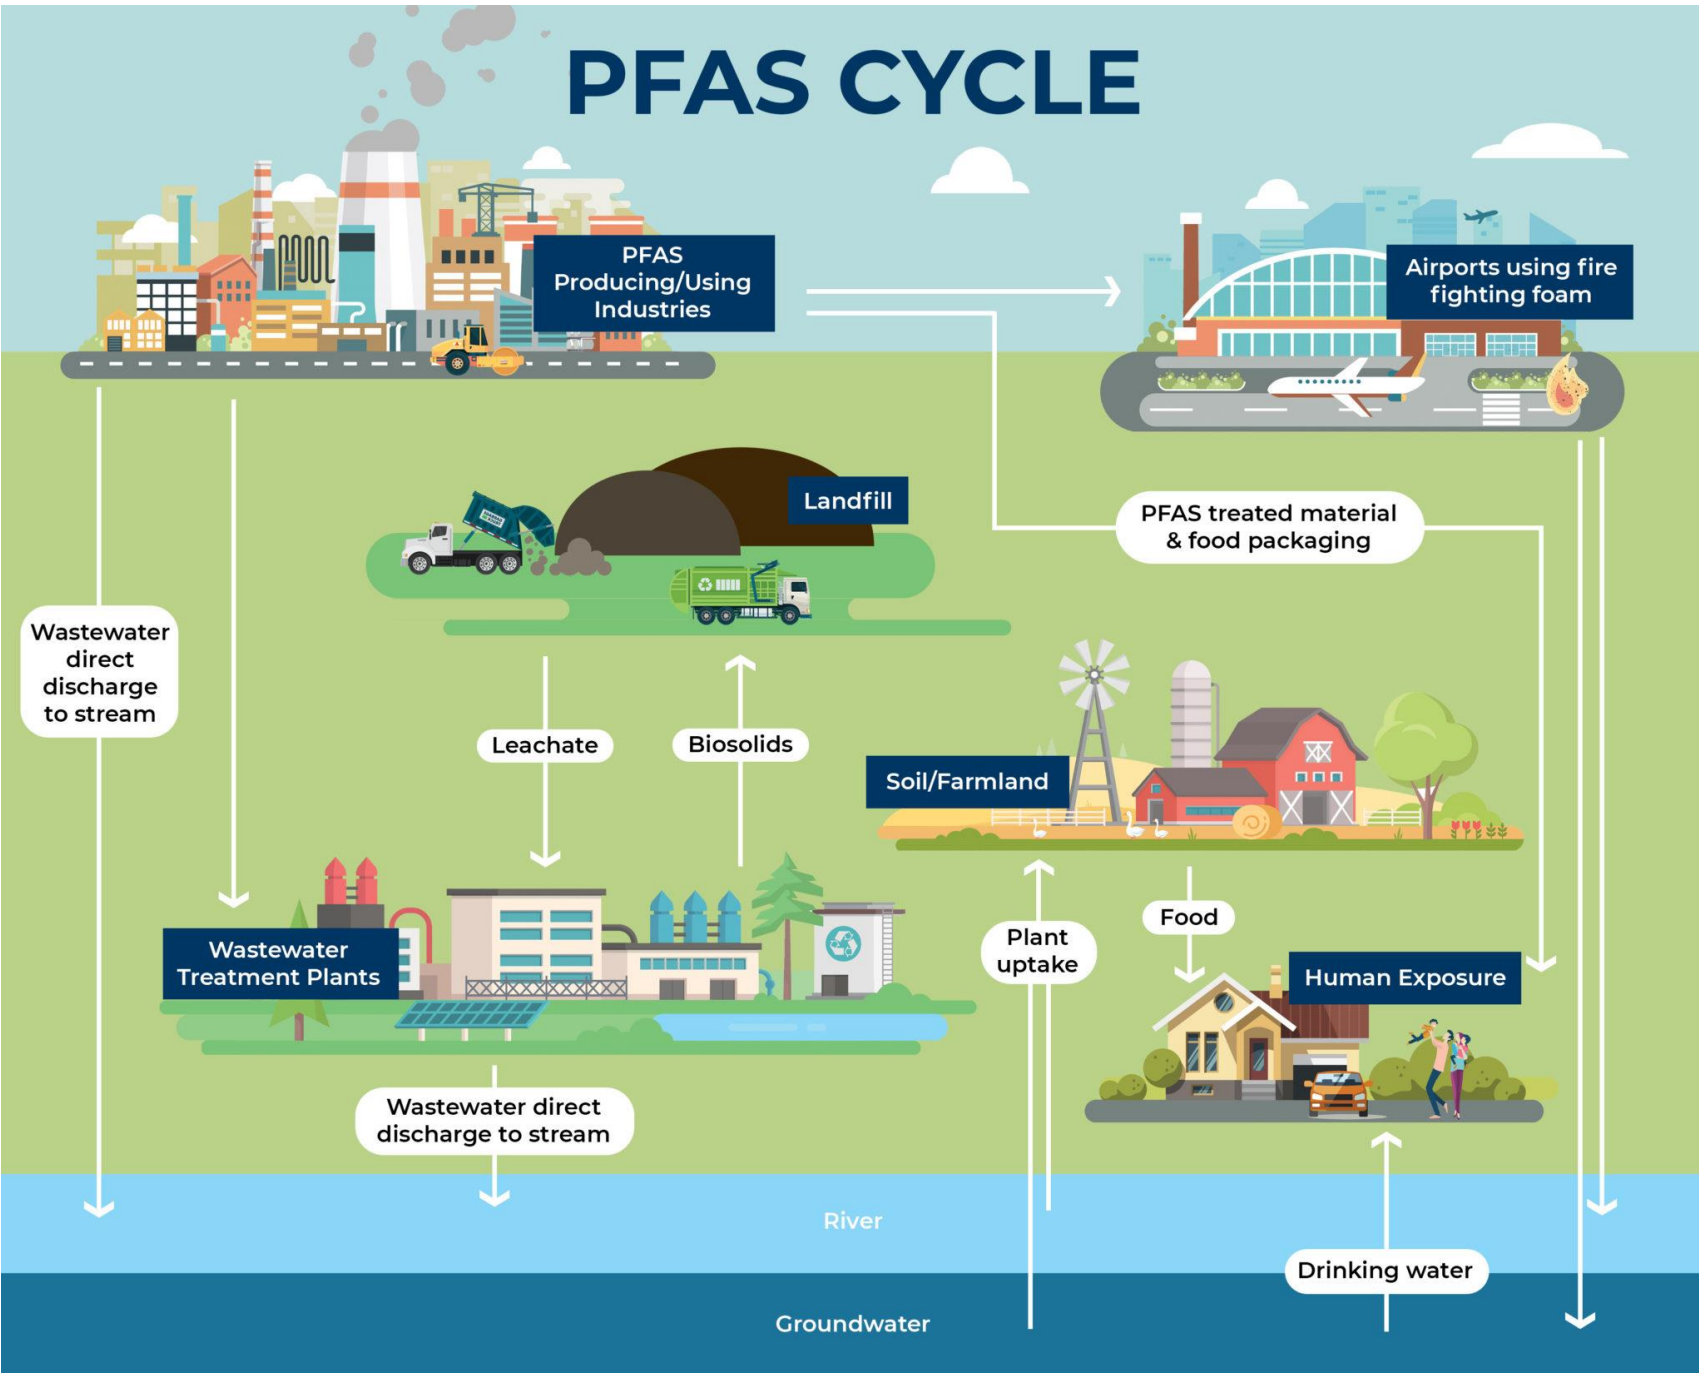 PFAS CYCLE
PFAS
Producing/Using
Industries
Airports using fire
fighting foam
Landfill
PFAS treated material
& food packaging
Wastewater
direct
discharge
to stream
Leachate
Biosolids
Soil/Farmland
Food
Plant
uptake
Wastewater
Treatment Plants
Human Exposure
Wastewater direct
discharge to stream
River
Drinking water
Groundwater